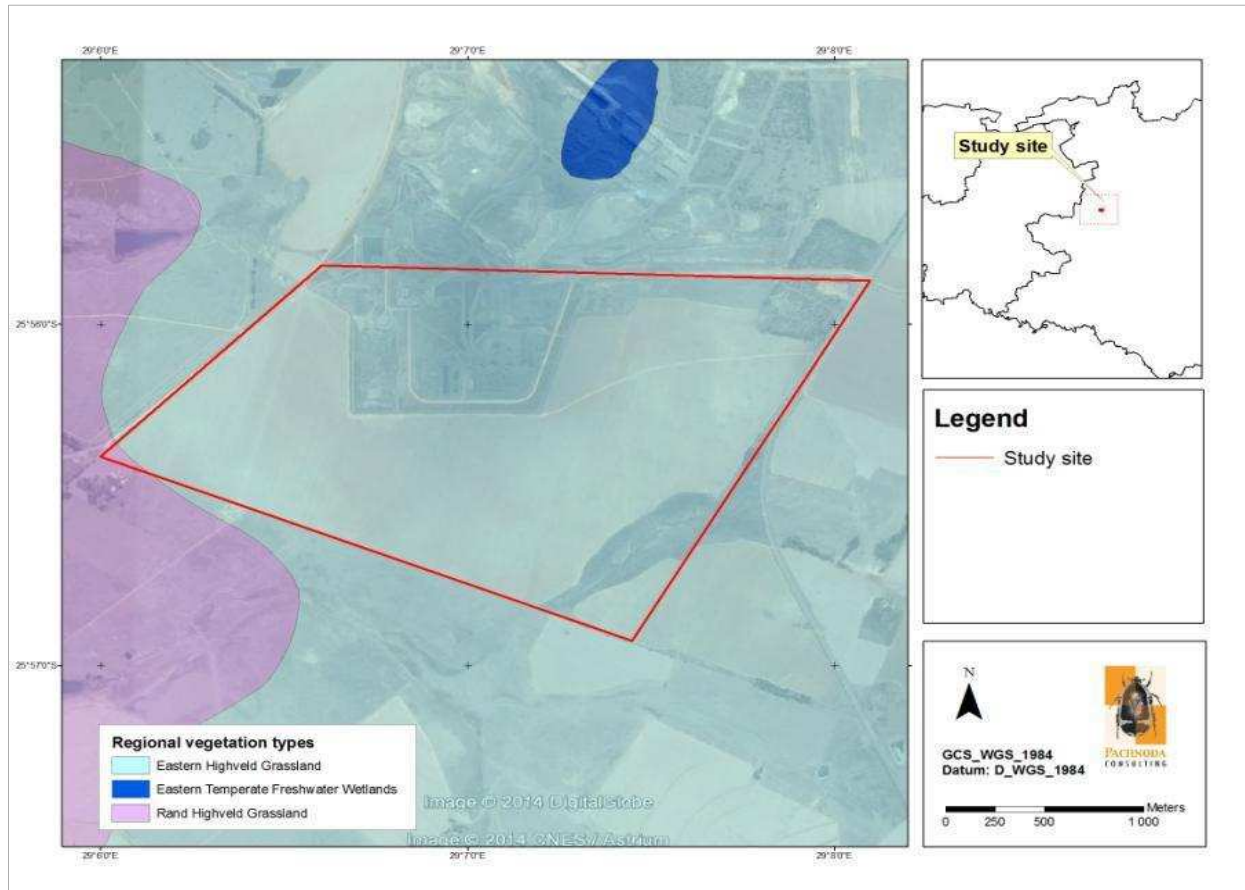 29°6'0"E
29°7'0"E
29°8'0"E
25°56'0"S
25°57'0"S
Regional vegetation types
Eastern Highveld Grassland
Eastern Temperate Freshwater Wetlands
Rand Highveld Grassland
Image © 2014 DigitalGlobe
Image © 2014 CNES / Astrium
29°6'0"E
29°7'0"E
29°8'0"E
Study site
Legend
Study site
N
GCS_WGS_1984
Datum: D_WGS_1984
PACHNODA
CONSULTING
Meters
0 250 500 1 000